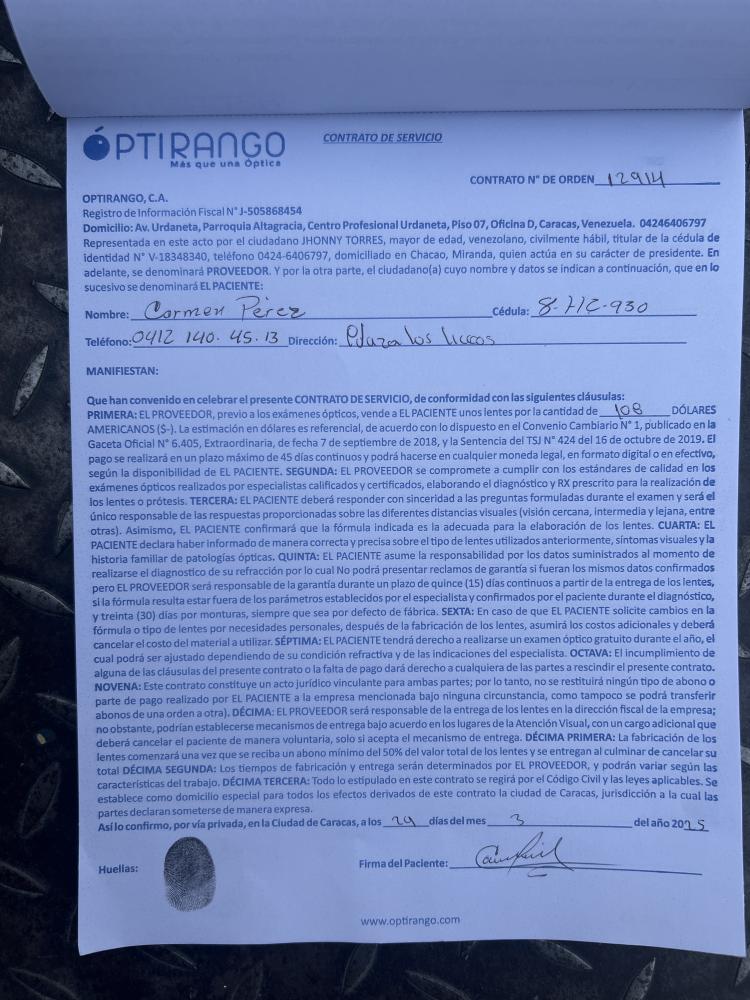 ÓPTIRANGO
Más que una Óptica
CONTRATO DE SERVICIO
CONTRATO N° DE ORDEN 12914
OPTIRANGO, C.A.
Registro de Información Fiscal N° J-505868454
Domicilio: Av. Urdaneta, Parroquia Altagracia, Centro Profesional Urdaneta, Piso 07, Oficina D, Caracas, Venezuela. 04246406797
Representada en este acto por el ciudadano JHONNY TORRES, mayor de edad, venezolano, civilmente hábil, titular de la cédula de
identidad N° V-18348340, teléfono 0424-6406797, domiciliado en Chacao, Miranda, quien actúa en su carácter de presidente. En
adelante, se denominará PROVEEDOR. Y por la otra parte, el ciudadano(a) cuyo nombre y datos se indican a continuación, que en lo
sucesivo se denominará EL PACIENTE:
Nombre: Carmen Pérez Cédula: 8-712-930
Teléfono: 0412 140. 45. 13 Dirección: Plaza los
MANIFIESTAN:
Que han convenido en celebrar el presente CONTRATO DE SERVICIO, de conformidad con las siguientes cláusulas:
PRIMERA: EL PROVEEDOR, previo a los exámenes ópticos, vende a EL PACIENTE unos lentes por la cantidad de 108 DÓLARES
AMERICANOS ($-). La estimación en dólares es referencial, de acuerdo con lo dispuesto en el Convenio Cambiario N° 1, publicado en la
Gaceta Oficial N° 6.405, Extraordinaria, de fecha 7 de septiembre de 2018, y la Sentencia del TSJ N° 424 del 16 de octubre de 2019. El
pago se realizará en un plazo máximo de 45 días continuos y podrá hacerse en cualquier moneda legal, en formato digital o en efectivo,
según la disponibilidad de EL PACIENTE. SEGUNDA: EL PROVEEDOR se compromete a cumplir con los estándares de calidad en los
exámenes ópticos realizados por especialistas calificados y certificados, elaborando el diagnóstico y RX prescrito para la realización de
los lentes o prótesis. TERCERA: EL PACIENTE deberá responder con sinceridad a las preguntas formuladas durante el examen y será el
único responsable de las respuestas proporcionadas sobre las diferentes distancias visuales (visión cercana, intermedia y lejana, entre
otras). Asimismo, EL PACIENTE confirmará que la fórmula indicada es la adecuada para la elaboración de los lentes. CUARTA: EL
PACIENTE declara haber informado de manera correcta y precisa sobre el tipo de lentes utilizados anteriormente, síntomas visuales y la
historia familiar de patologías ópticas. QUINTA: EL PACIENTE asume la responsabilidad por los datos suministrados al momento de
realizarse el diagnostico de su refracción por lo cual No podrá presentar reclamos de garantía si fueran los mismos datos confirmados
pero EL PROVEEDOR será responsable de la garantía durante un plazo de quince (15) días continuos a partir de la entrega de los lentes,
si la fórmula resulta estar fuera de los parámetros establecidos por el especialista y confirmados por el paciente durante el diagnóstico,
y treinta (30) días por monturas, siempre que sea por defecto de fábrica. SEXTA: En caso de que EL PACIENTE solicite cambios en la
fórmula o tipo de lentes por necesidades personales, después de la fabricación de los lentes, asumirá los costos adicionales y deberá
cancelar el costo del material a utilizar. SÉPTIMA: EL PACIENTE tendrá derecho a realizarse un examen óptico gratuito durante el año, el
cual podrá ser ajustado dependiendo de su condición refractiva y de las indicaciones del especialista. OCTAVA: El incumplimiento de
alguna de las cláusulas del presente contrato o la falta de pago dará derecho a cualquiera de las partes a rescindir el presente contrato.
NOVENA: Este contrato constituye un acto jurídico vinculante para ambas partes; por lo tanto, no se restituirá ningún tipo de abono o
parte de pago realizado por EL PACIENTE a la empresa mencionada bajo ninguna circunstancia, como tampoco se podrá transferir
abonos de una orden a otra). DÉCIMA: EL PROVEEDOR será responsable de la entrega de los lentes en la dirección fiscal de la empresa;
no obstante, podrían establecerse mecanismos de entrega bajo acuerdo en los lugares de la Atención Visual, con un cargo adicional que
deberá cancelar el paciente de manera voluntaria, solo si acepta el mecanismo de entrega. DÉCIMA PRIMERA: La fabricación de los
lentes comenzará una vez que se reciba un abono mínimo del 50% del valor total de los lentes y se entregan al culminar de cancelar su
total DÉCIMA SEGUNDA: Los tiempos de fabricación y entrega serán determinados por EL PROVEEDOR, y podrán variar según las
características del trabajo. DÉCIMA TERCERA: Todo lo estipulado en este contrato se regirá por el Código Civil y las leyes aplicables. Se
establece como domicilio especial para todos los efectos derivados de este contrato la ciudad de Caracas, jurisdicción a la cual las
partes declaran someterse de manera expresa.
Así lo confirmo, por vía privada, en la Ciudad de Caracas, a los 29 días del mes 3 del año 2025
Huellas: Firma del Paciente:
www.optirango.com